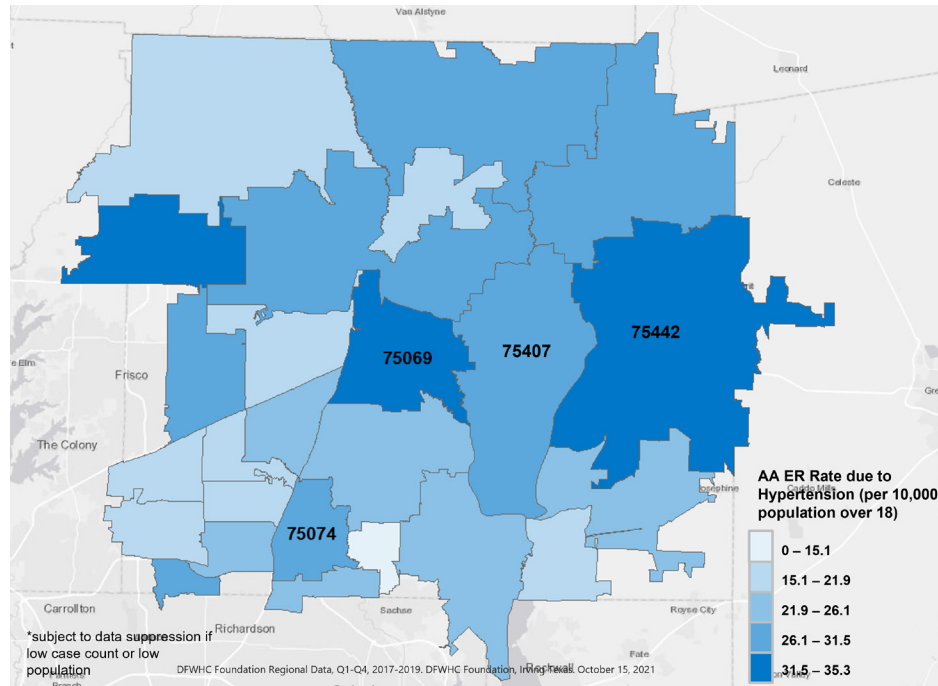 Van Alstyne
Leonard
Celeste
75442
75069
75407
Frisco
The Colony
AA ER Rate due to
Hypertension (per 10,000
population over 18)
Josephine
75074
0 – 15.1
15.1 – 21.9
21.9 – 26.1
26.1 – 31.5
31.5 – 35.3
Carrollton
Sachse
Royse City
Richardson
Fate
*subject to data suppression if
low case count or low
population
DFWHC Foundation Regional Data, Q1-Q4, 2017-2019. DFWHC Foundation, Irving Texas. October 15, 2021
Rockwall
Branch